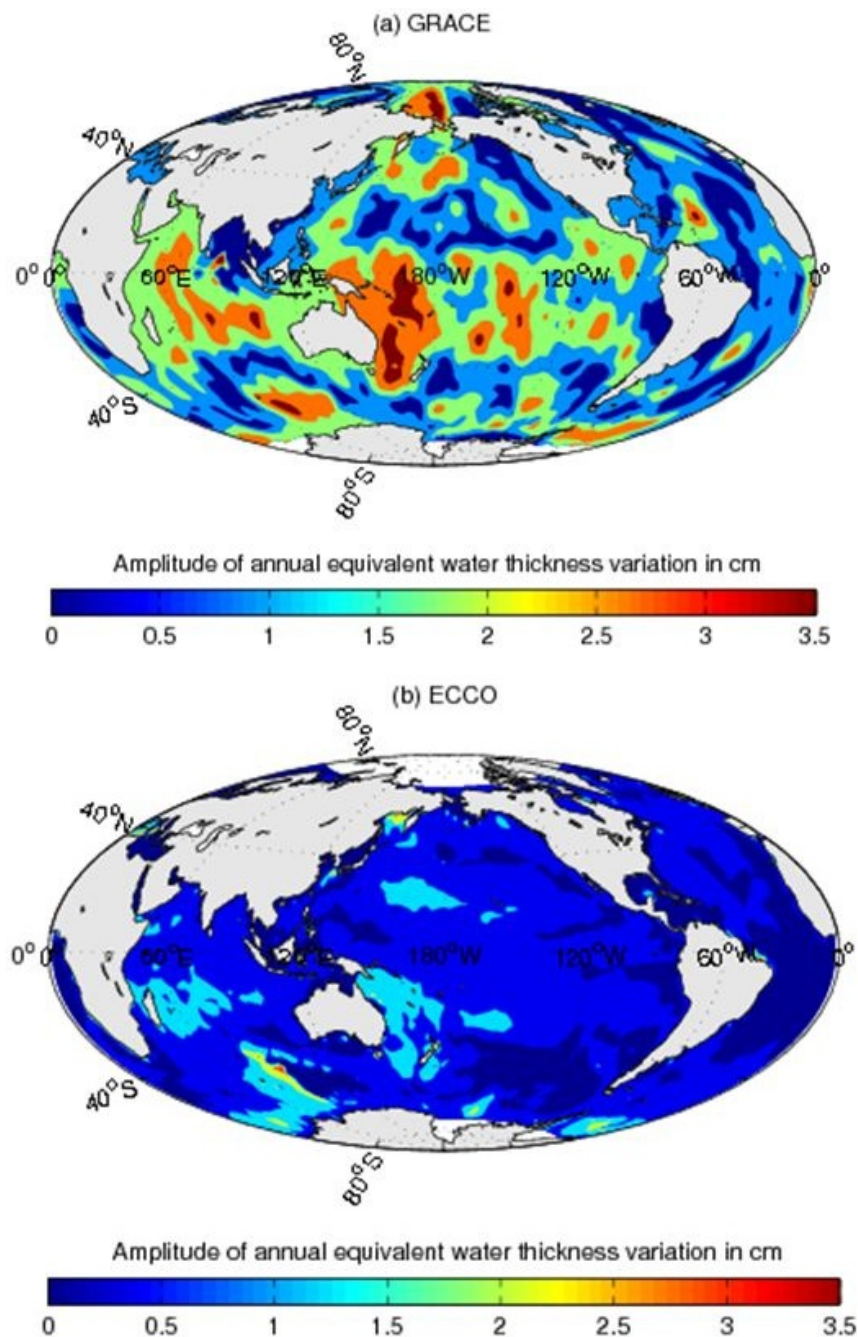 (a) GRACE
80°N
40°N
0° 0° 60°E 120°E 180°W 120°W 60°W 0°
40°S
80°S
Amplitude of annual equivalent water thickness variation in cm
0 0.5 1 1.5 2 2.5 3 3.5
(b) ECCO
80°N
40°N
0° 0° 60°E 120°E 180°W 120°W 60°W 0°
40°S
80°S
Amplitude of annual equivalent water thickness variation in cm
0 0.5 1 1.5 2 2.5 3 3.5